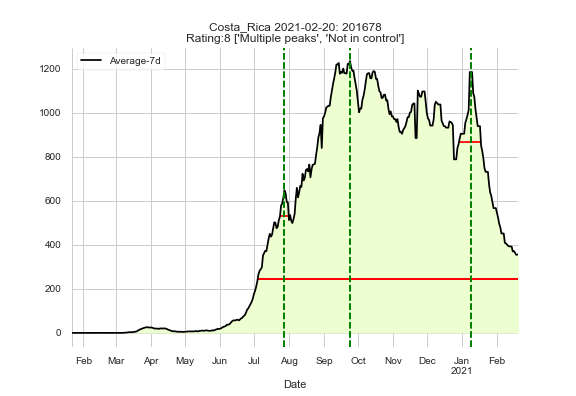 Costa_Rica 2021-02-20: 201678
Rating:8 ['Multiple peaks', 'Not in control']
Average-7d
1200
1000
800
600
400
200
0
Feb Mar Apr May Jun Jul Aug Sep Oct Nov Dec Jan Feb
2021
Date